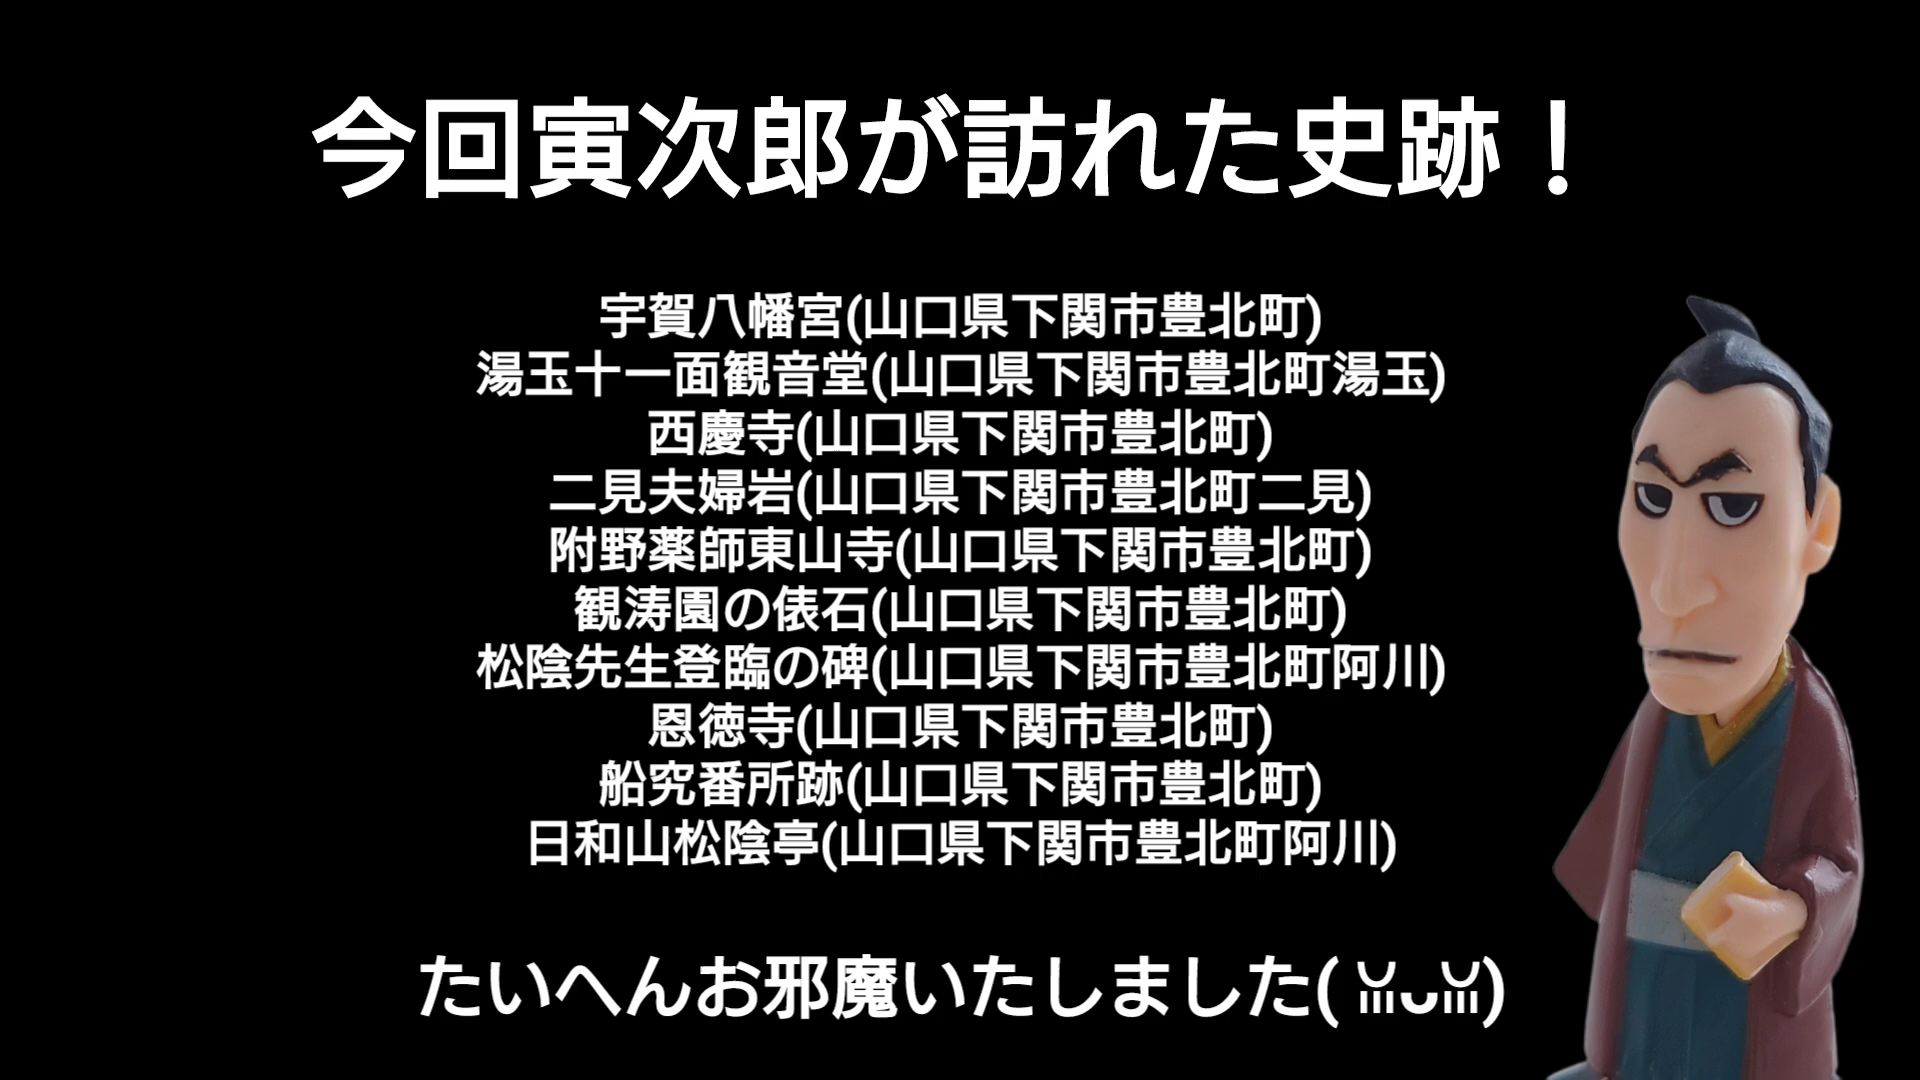 今回寅次郎が訪れた史跡！
宇賀八幡宮(山口県下関市豊北町)
湯玉十一面観音堂(山口県下関市豊北町湯玉)
西慶寺(山口県下関市豊北町)
二見夫婦岩(山口県下関市豊北町二見)
附野薬師東山寺(山口県下関市豊北町)
観涛園の俵石(山口県下関市豊北町)
松陰先生登臨の碑(山口県下関市豊北町阿川)
恩徳寺(山口県下関市豊北町)
船究番所跡(山口県下関市豊北町)
日和山松陰亭(山口県下関市豊北町阿川)
たいへんお邪魔いたしました( ꈍᴗꈍ)